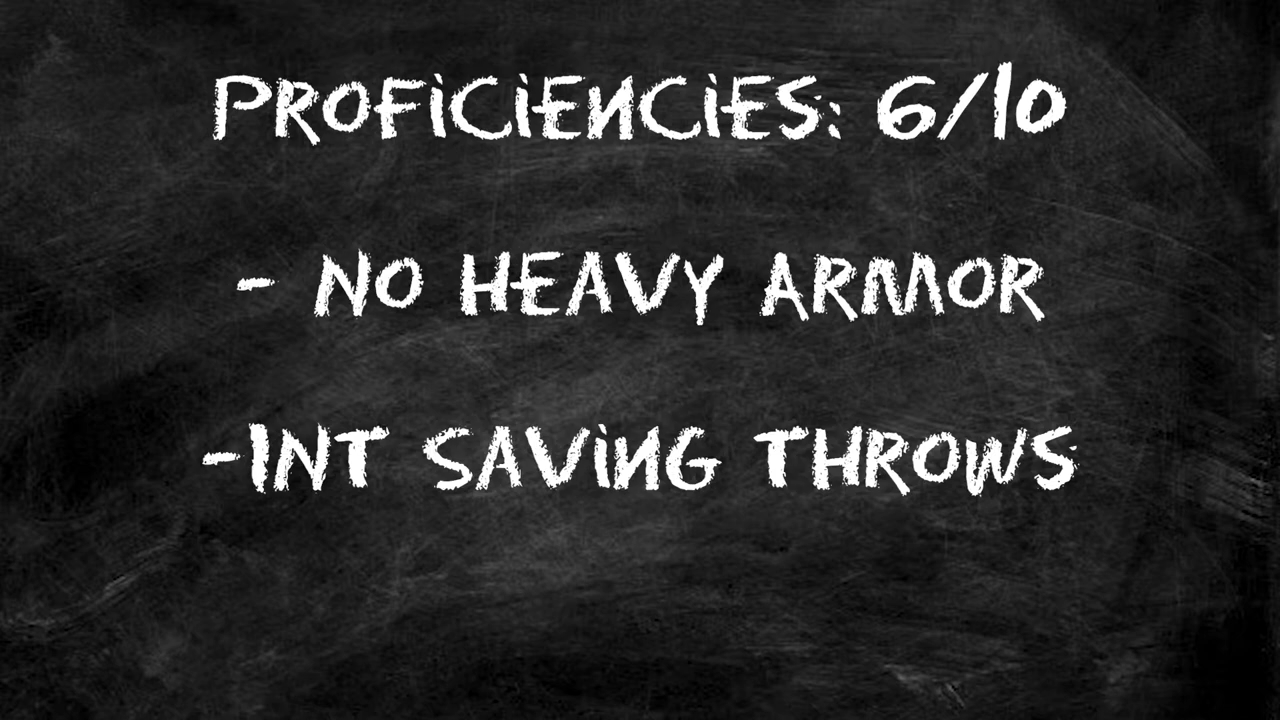 PROFiCiENCiES: 6/10
- NO HEAVY ARMOR
-INT SAViNG THROWS